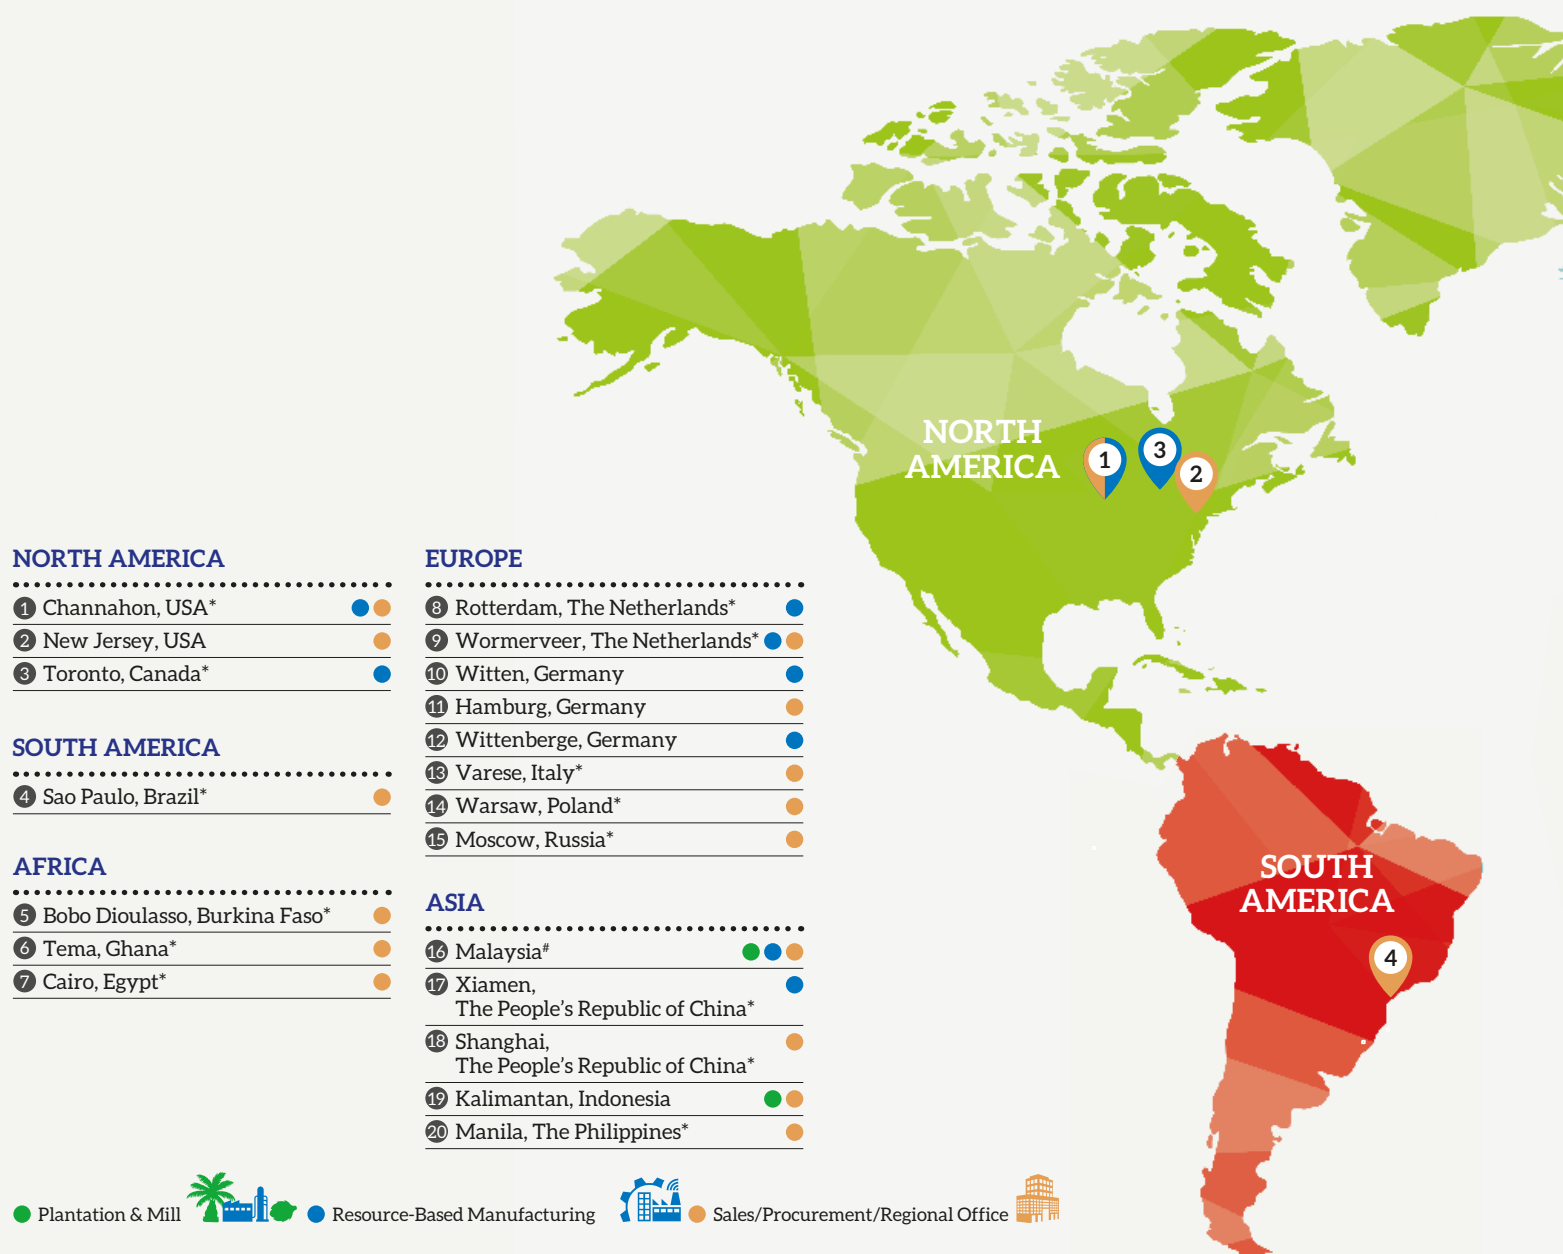 NORTH
AMERICA
1
3
2
NORTH AMERICA
1 Channahon, USA*
2 New Jersey, USA
3 Toronto, Canada*
SOUTH AMERICA
4 Sao Paulo, Brazil*
AFRICA
5 Bobo Dioulasso, Burkina Faso*
6 Tema, Ghana*
7 Cairo, Egypt*
EUROPE
8 Rotterdam, The Netherlands*
9 Wormerveer, The Netherlands*
10 Witten, Germany
11 Hamburg, Germany
12 Wittenberge, Germany
13 Varese, Italy*
14 Warsaw, Poland*
15 Moscow, Russia*
ASIA
16 Malaysia#
17 Xiamen,
The People’s Republic of China*
18 Shanghai,
The People’s Republic of China*
19 Kalimantan, Indonesia
20 Manila, The Philippines*
SOUTH
AMERICA
4
Plantation & Mill
Resource-Based Manufacturing
Sales/Procurement/Regional Office